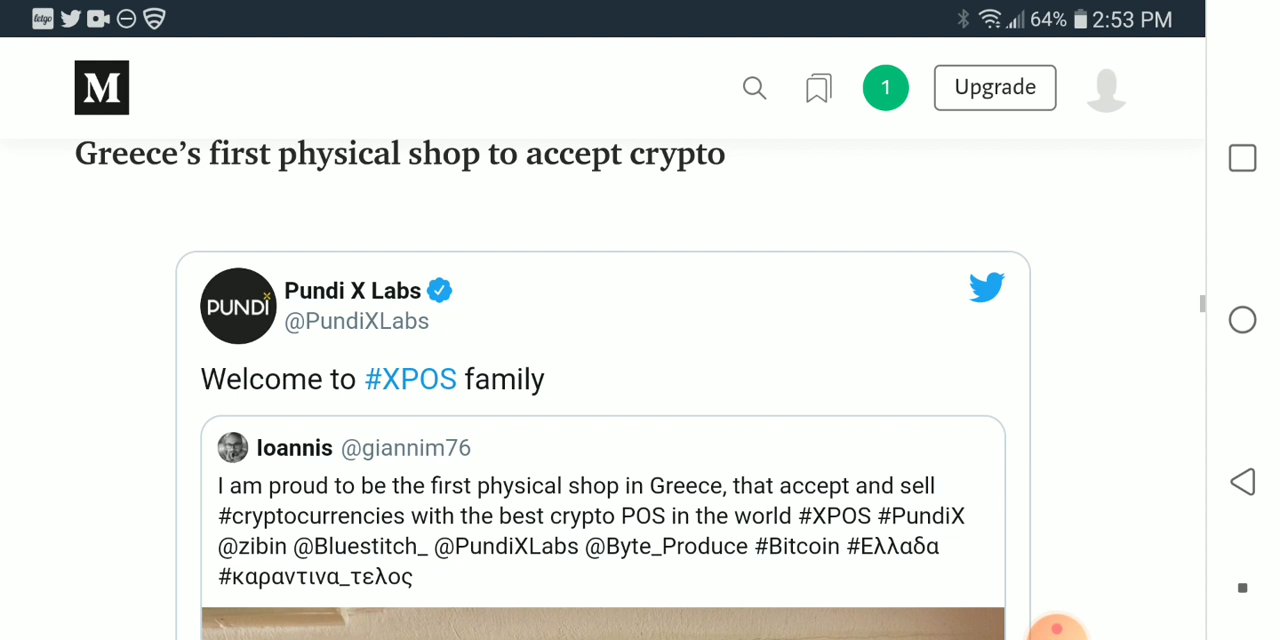 letgo
64% 2:53 PM
M
1
Upgrade
Greece’s first physical shop to accept crypto
PUNDI X
Pundi X Labs
@PundiXLabs
Welcome to #XPOS family
Ioannis @giannim76
I am proud to be the first physical shop in Greece, that accept and sell
#cryptocurrencies with the best crypto POS in the world #XPOS #PundiX
@zibin @Bluestitch_ @PundiXLabs @Byte_Produce #Bitcoin #Ελλαδα
#καραντινα_τελος